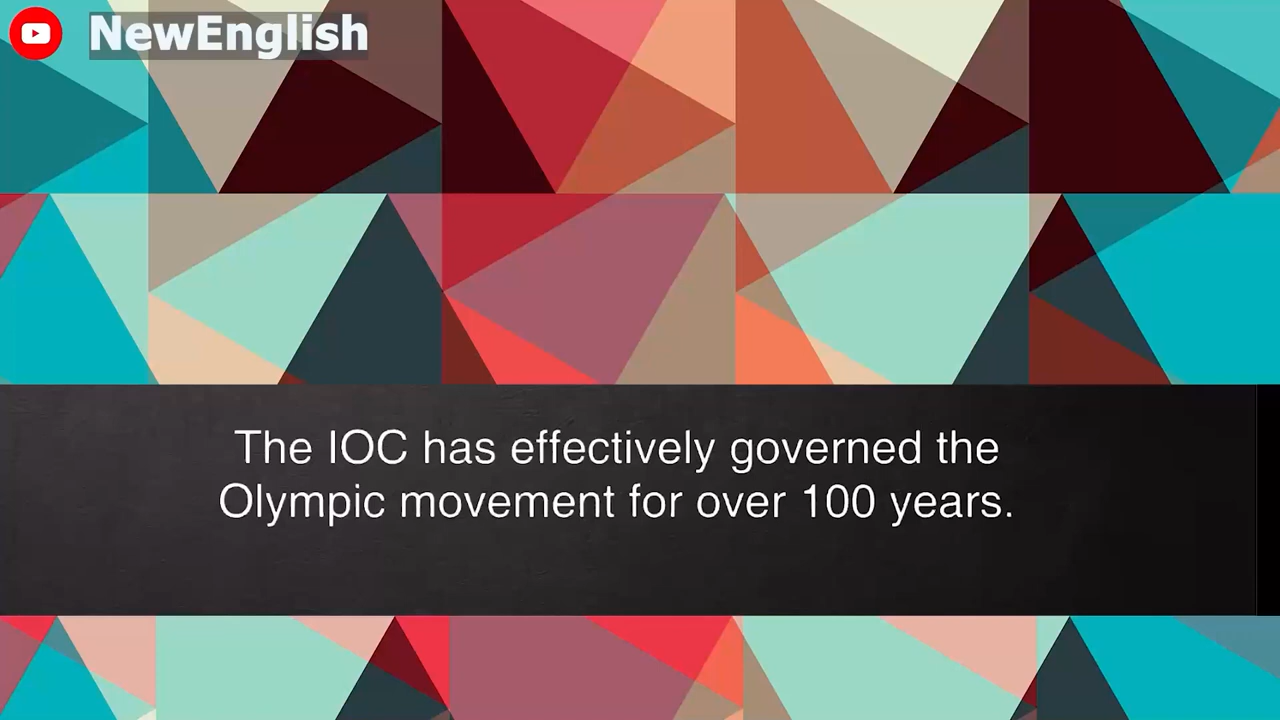 NewEnglish
The IOC has effectively governed the
Olympic movement for over 100 years.